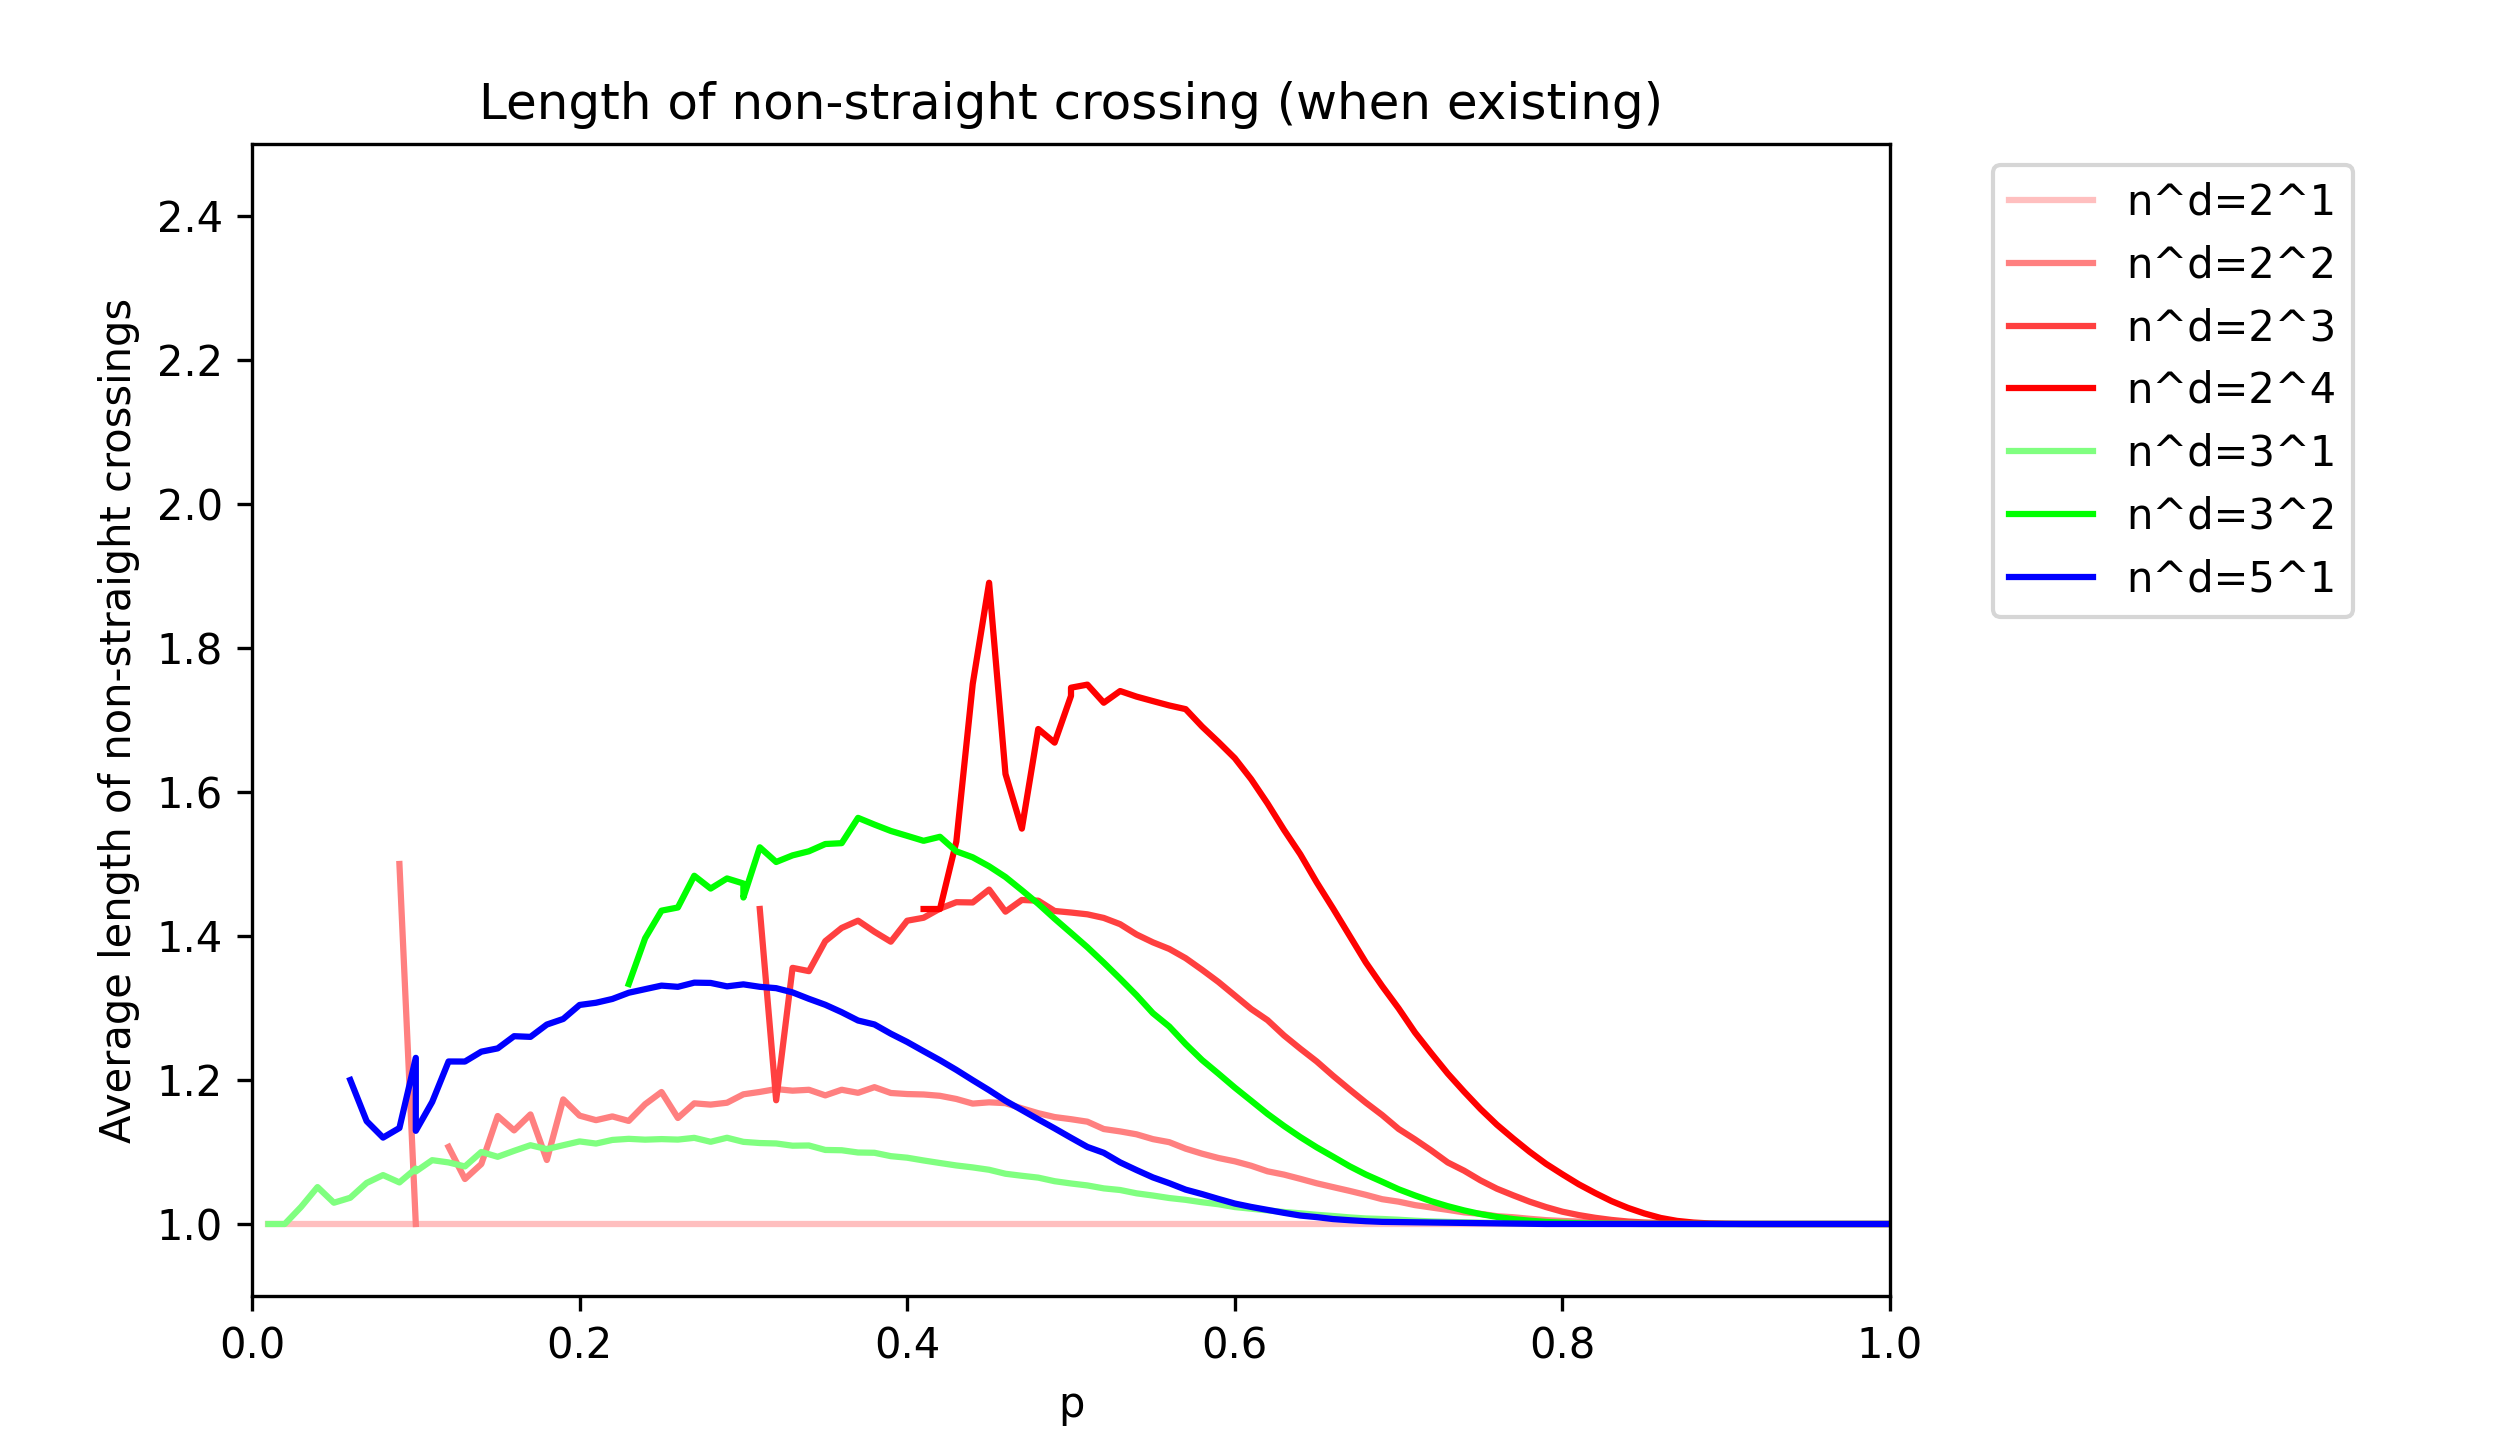 Length of non-straight crossing (when existing)
Average length of non-straight crossings
2.4
2.2
2.0
1.8
1.6
1.4
1.2
1.0
0.0 0.2 0.4 0.6 0.8 1.0
p
n^d=2^1
n^d=2^2
n^d=2^3
n^d=2^4
n^d=3^1
n^d=3^2
n^d=5^1